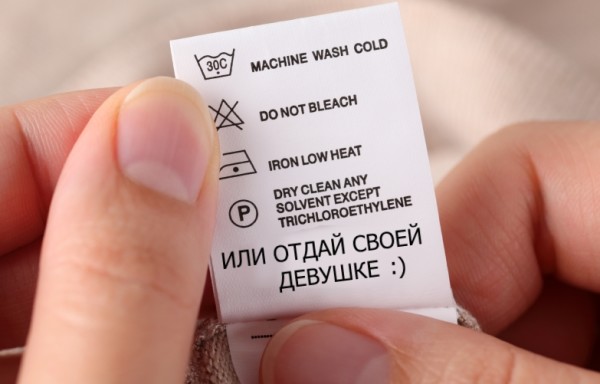 30C MACHINE WASH COLD
DO NOT BLEACH
IRON LOW HEAT
P DRY CLEAN ANY
SOLVENT EXCEPT
TRICHLOROETHYLENE
ИЛИ ОТДАЙ СВОЕЙ
ДЕВУШКЕ :)